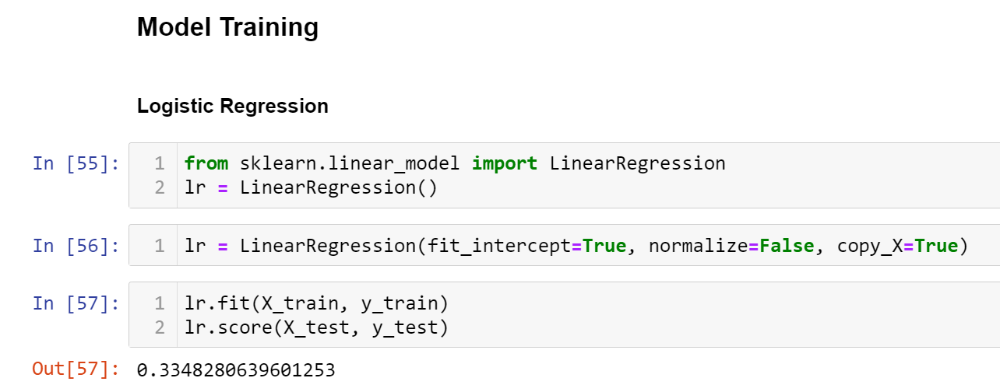 Model Training
Logistic Regression
In [55]:
1 from sklearn.linear_model import LinearRegression
2 lr = LinearRegression()
In [56]:
1 lr = LinearRegression(fit_intercept=True, normalize=False, copy_X=True)
In [57]:
1 lr.fit(X_train, y_train)
2 lr.score(X_test, y_test)
Out[57]: 0.3348280639601253